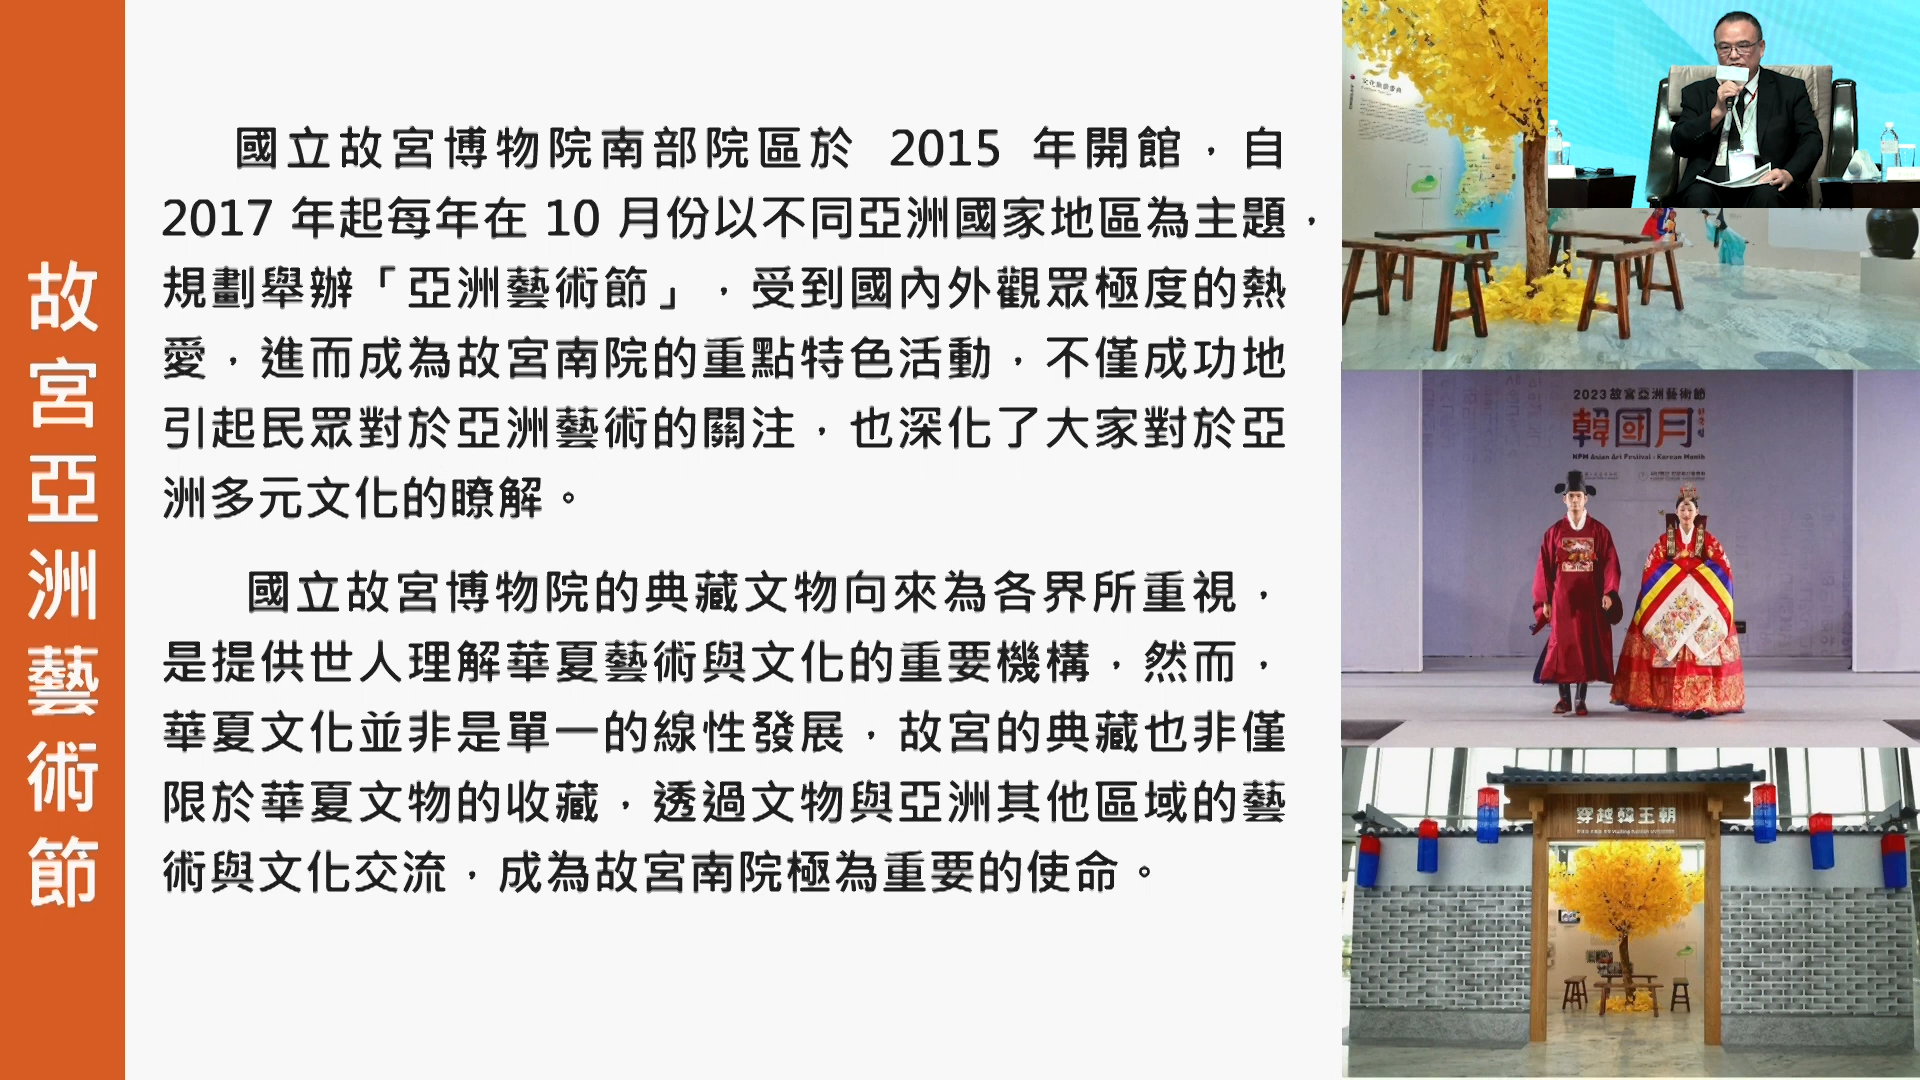 故宮亞洲藝術節
國立故宮博物院南部院區於 2015 年開館，自
2017 年起每年在 10 月份以不同亞洲國家地區為主題，
規劃舉辦「亞洲藝術節」，受到國內外觀眾極度的熱
愛，進而成為故宮南院的重點特色活動，不僅成功地
引起民眾對於亞洲藝術的關注，也深化了大家對於亞
洲多元文化的瞭解。
國立故宮博物院的典藏文物向來為各界所重視，
是提供世人理解華夏藝術與文化的重要機構，然而，
華夏文化並非是單一的線性發展，故宮的典藏也非僅
限於華夏文物的收藏，透過文物與亞洲其他區域的藝
術與文化交流，成為故宮南院極為重要的使命。
2023故宮亞洲藝術節
韓國月
NPM Asian Art Festival - Korean Month
穿越韓王朝